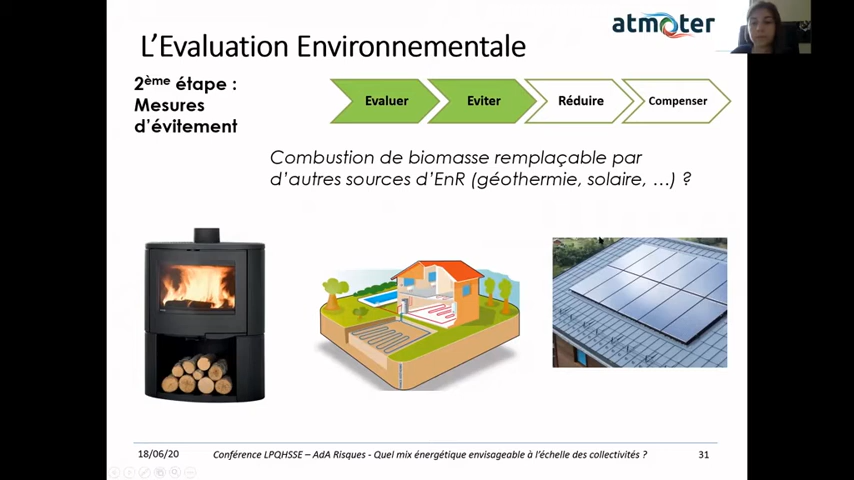 atmoter
L'Evaluation Environnementale
2ème étape :
Mesures
d'évitement
Evaluer
Eviter
Réduire
Compenser
Combustion de biomasse remplaçable par
d'autres sources d'EnR (géothermie, solaire, ...) ?
18/06/20
Conférence LPQHSSE – AdA Risques - Quel mix énergétique envisageable à l'échelle des collectivités ?
31